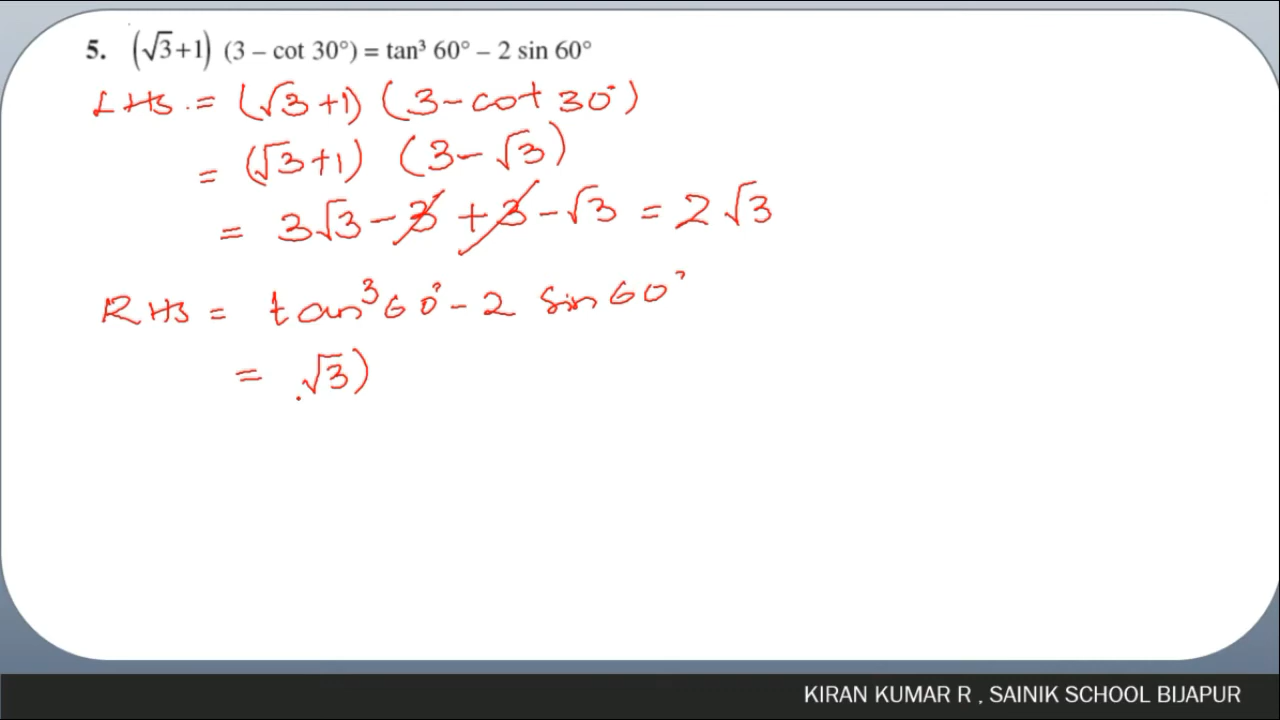 5. (√3+1) (3 – cot 30°) = tan³ 60° – 2 sin 60°
LHS = (√3+1) (3-cot 30°)
= (√3+1) (3-√3)
= 3√3 - 3 + 3 - √3 = 2√3
RHS = tan³60° - 2 sin 60°
= √3)
KIRAN KUMAR R , SAINIK SCHOOL BIJAPUR